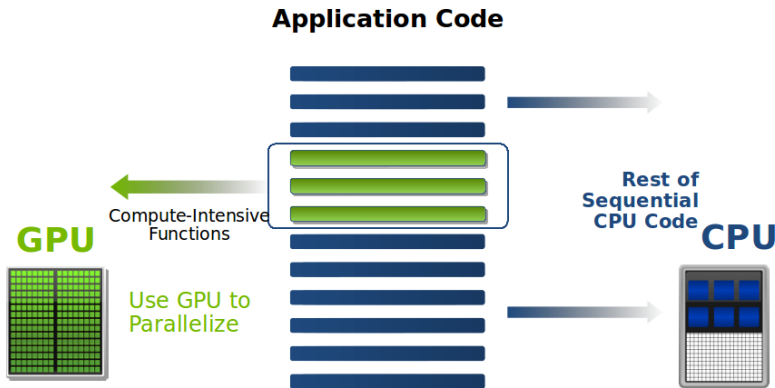 Application Code
Compute-Intensive
Functions
GPU
Use GPU to
Parallelize
Rest of
Sequential
CPU Code
CPU